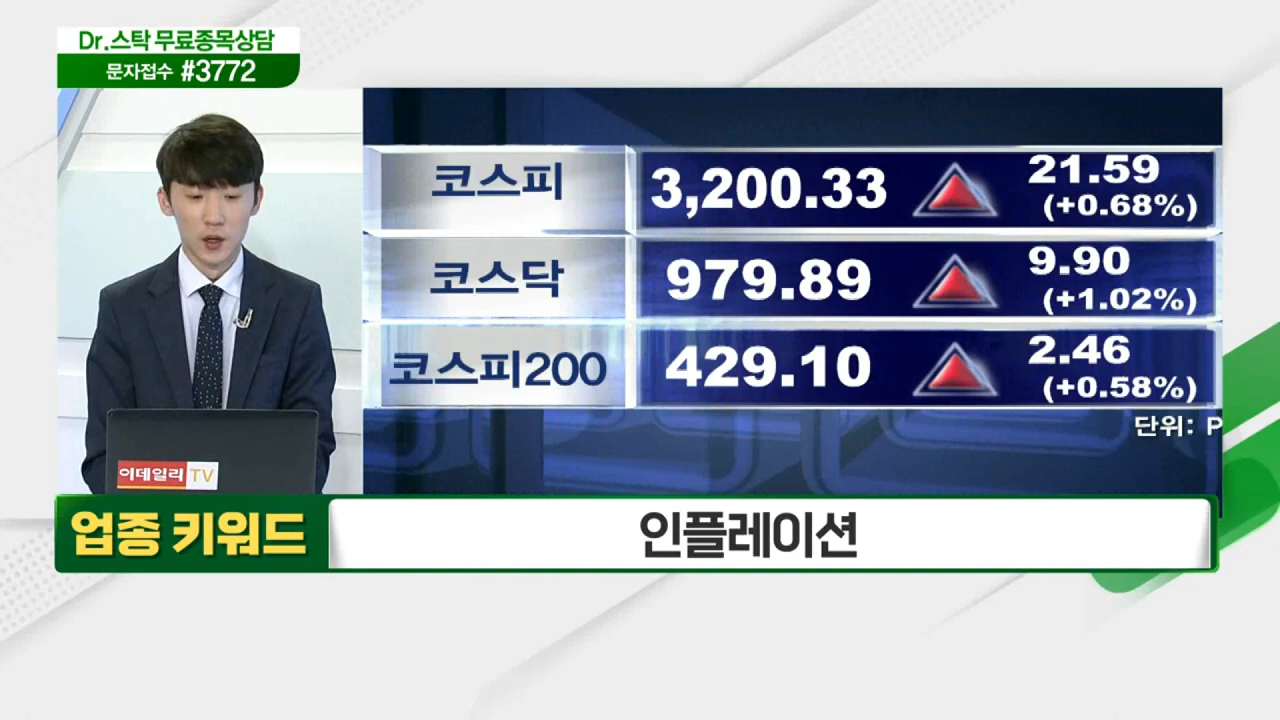 Dr.스탁 무료종목상담
문자접수 #3772
코스피 3,200.33 21.59 (+0.68%)
코스닥 979.89 9.90 (+1.02%)
코스피200 429.10 2.46 (+0.58%)
단위: P
이데일리 TV
업종 키워드 인플레이션